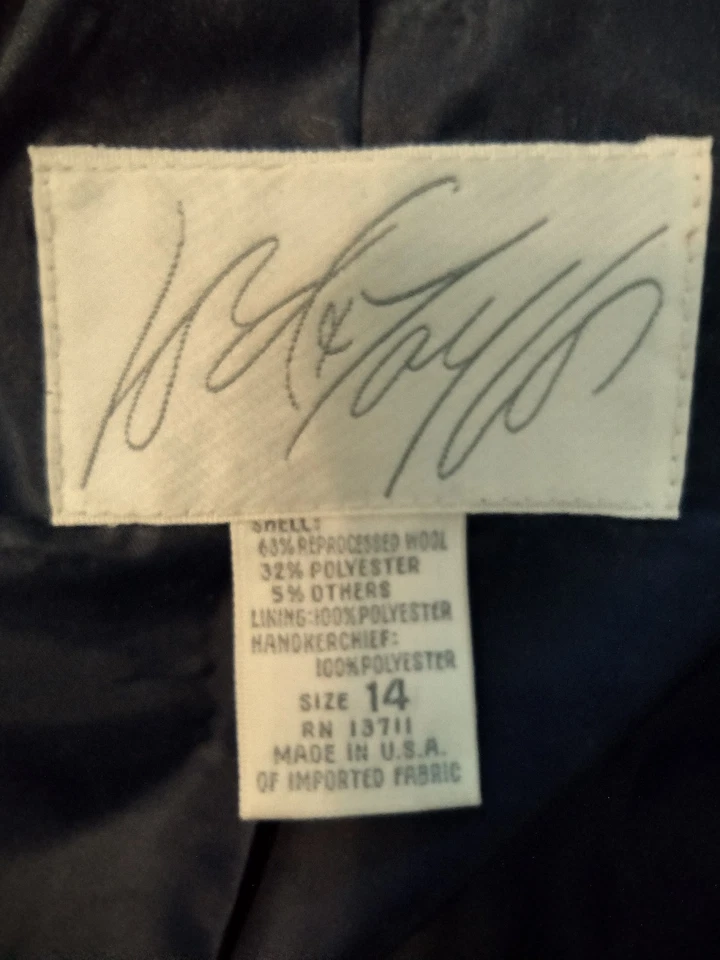 SHELL:
63% REPROCESSED WOOL
32% POLYESTER
5% OTHERS
LINING:100% POLYESTER
HANDKERCHIEF:
100% POLYESTER
SIZE 14
RN 13711
MADE IN U.S.A.
OF IMPORTED FABRIC